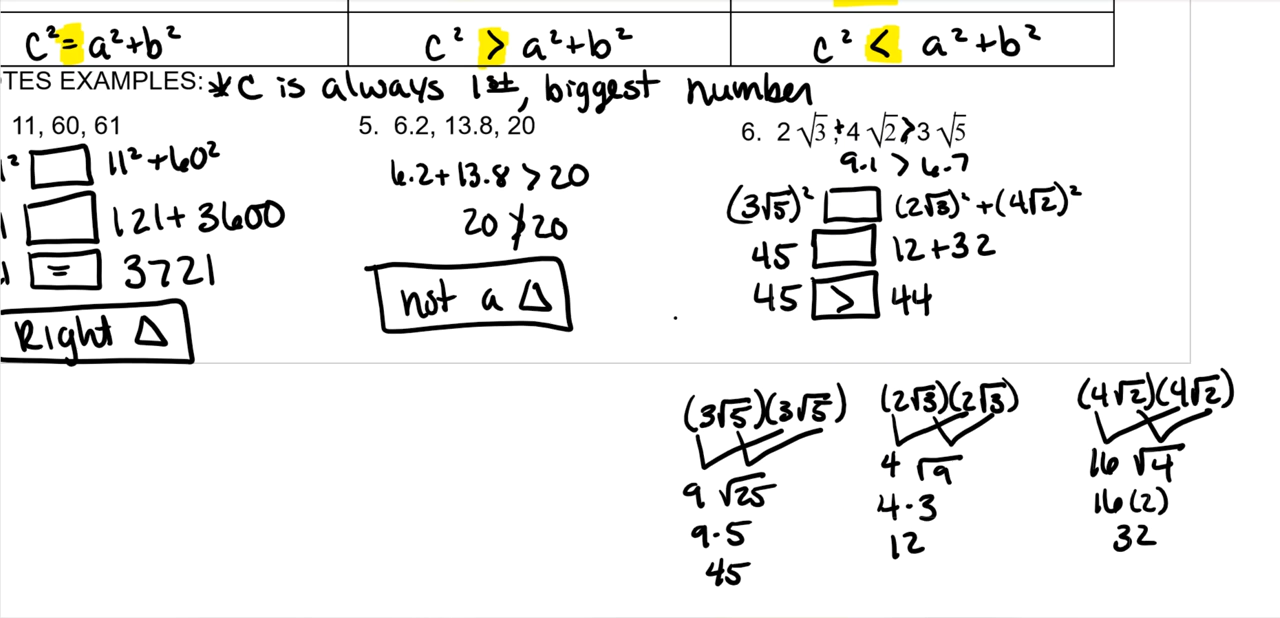 c² = a²+b²
c² > a²+b²
c² < a²+b²
TES EXAMPLES: *C is always 1st, biggest number
11, 60, 61
² 11²+60²
121+3600
= 3721
Right △
5. 6.2, 13.8, 20
6.2+13.8 > 20
20 ≯ 20
not a △
6. 2√3 + 4√2 > 3√5
9.1 > 6.7
(3√5)² (2√3)²+(4√2)²
45 12+32
45 > 44
(3√5)(3√5)
9√25
9·5
45
(2√3)(2√3)
4√9
4·3
12
(4√2)(4√2)
16√4
16(2)
32